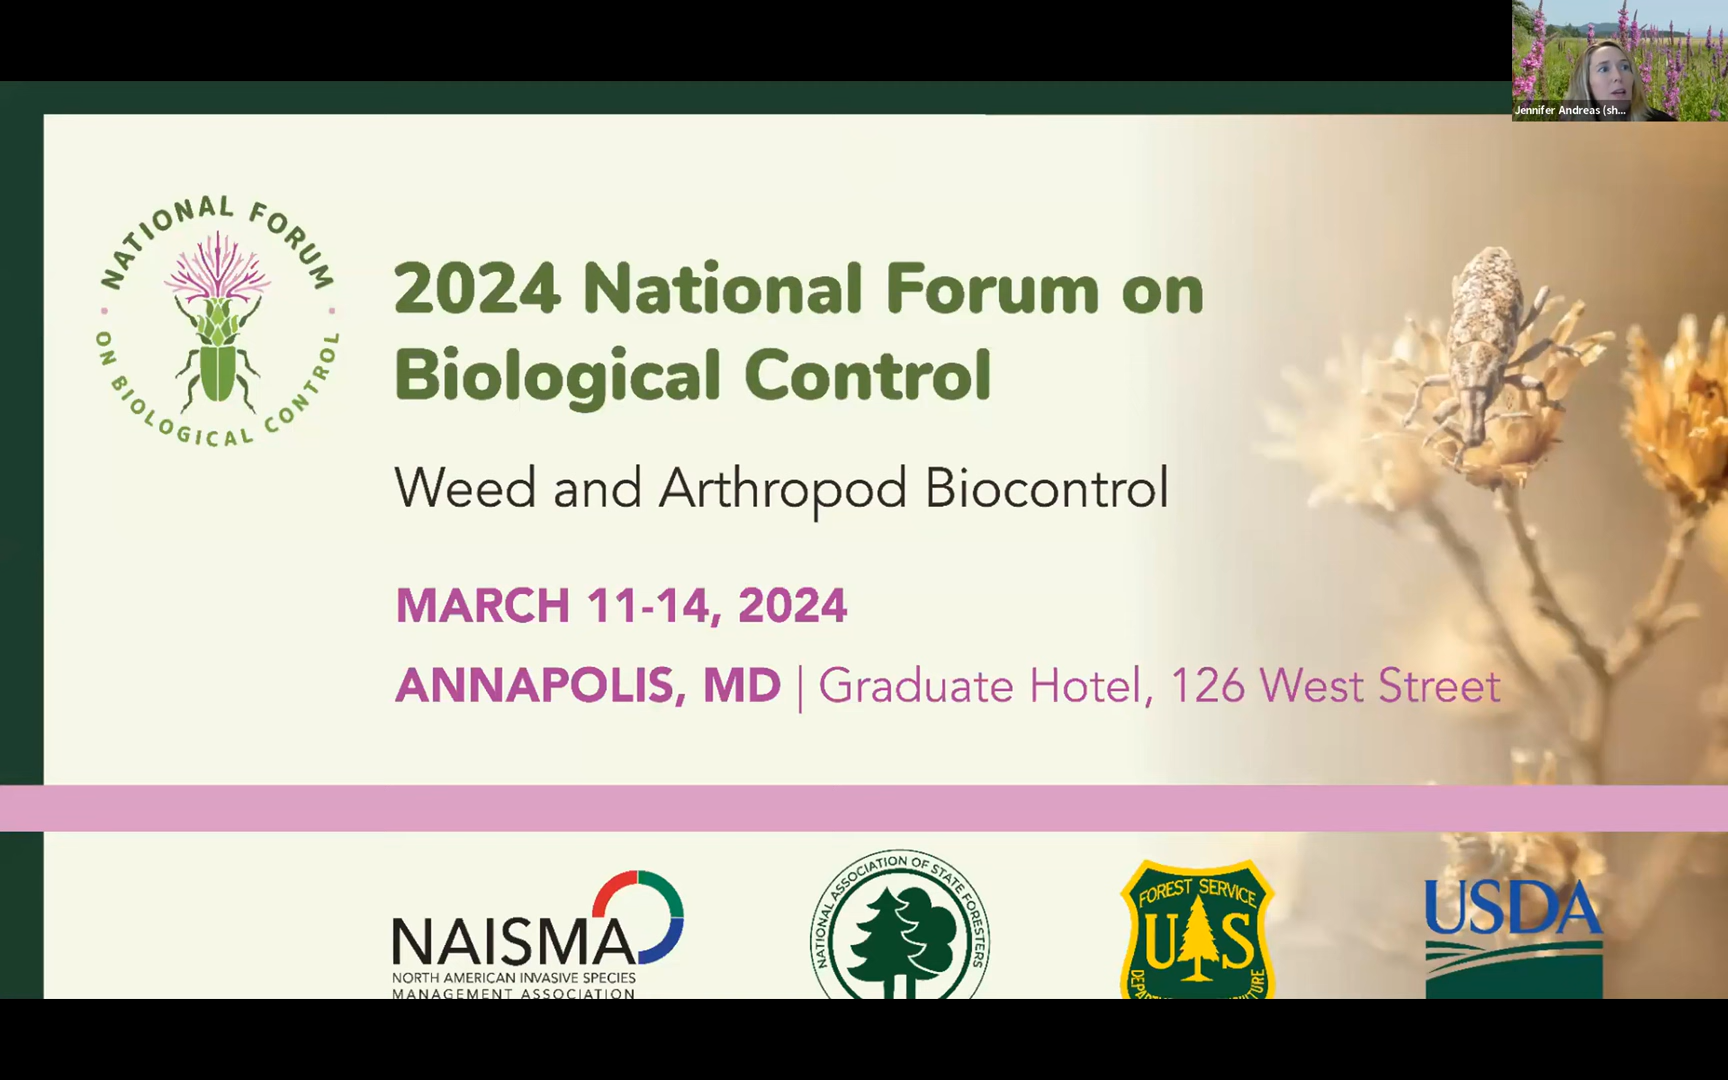 Jennifer Andreas (sh...
NATIONAL FORUM
ON BIOLOGICAL CONTROL
2024 National Forum on
Biological Control
Weed and Arthropod Biocontrol
MARCH 11-14, 2024
ANNAPOLIS, MD | Graduate Hotel, 126 West Street
NAISMA
NORTH AMERICAN INVASIVE SPECIES
MANAGEMENT ASSOCIATION
NATIONAL ASSOCIATION OF STATE FORESTERS
FOREST SERVICE
US
USDA